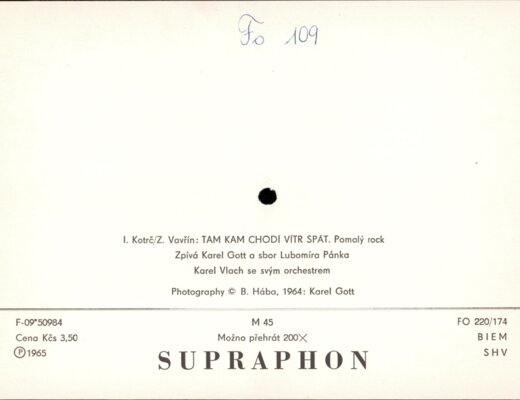 Fo 109
I. Kotrč/Z. Vavřín: TAM KAM CHODÍ VÍTR SPÁT. Pomalý rock
Zpívá Karel Gott a sbor Lubomíra Pánka
Karel Vlach se svým orchestrem
Photography © B. Hába, 1964: Karel Gott
F-09*50984 M 45 FO 220/174
Cena Kčs 3,50 Možno přehrát 200× BIEM
Ⓟ1965 SUPRAPHON SHV